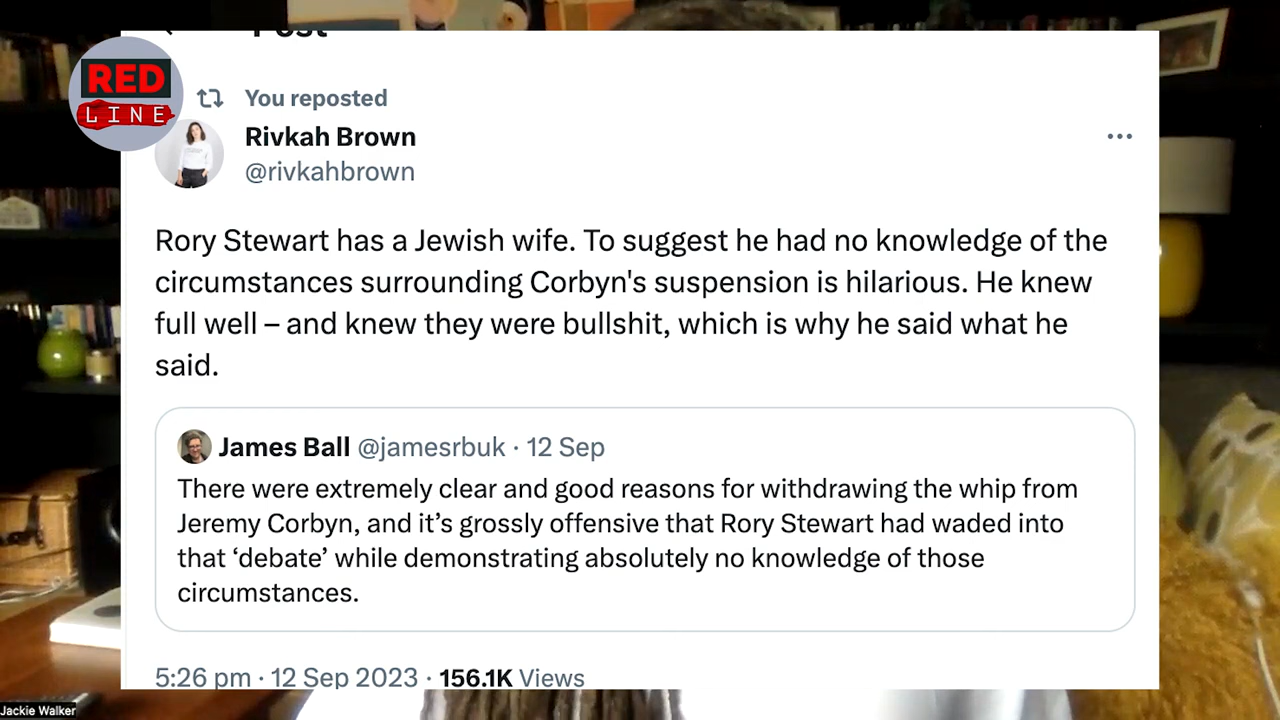 Post
RED
LINE
You reposted
Rivkah Brown
@rivkahbrown
Rory Stewart has a Jewish wife. To suggest he had no knowledge of the
circumstances surrounding Corbyn's suspension is hilarious. He knew
full well – and knew they were bullshit, which is why he said what he
said.
James Ball @jamesrbuk · 12 Sep
There were extremely clear and good reasons for withdrawing the whip from
Jeremy Corbyn, and it’s grossly offensive that Rory Stewart had waded into
that ‘debate’ while demonstrating absolutely no knowledge of those
circumstances.
5:26 pm · 12 Sep 2023 · 156.1K Views
Jackie Walker